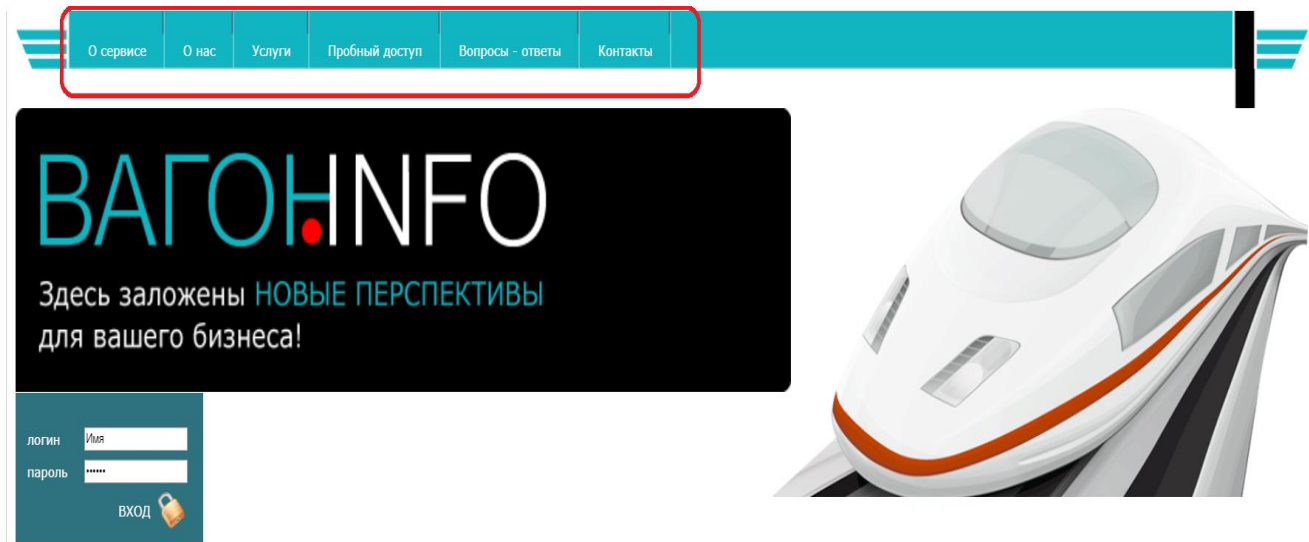 О сервисе О нас Услуги Пробный доступ Вопросы - ответы Контакты
ВАГОН.INFO
Здесь заложены НОВЫЕ ПЕРСПЕКТИВЫ
для вашего бизнеса!
логин Имя
пароль ••••••
ВХОД